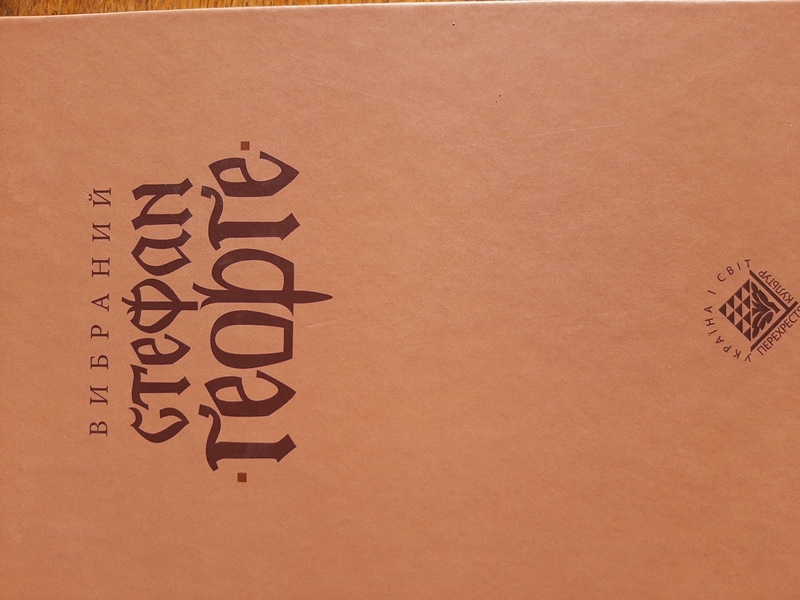 ВИБРАНИЙ
СТЕФАН
ҐЕОРҐЕ
УКРАЇНА І СВІТ
ПЕРЕХРЕСТЯ
КУЛЬТУР